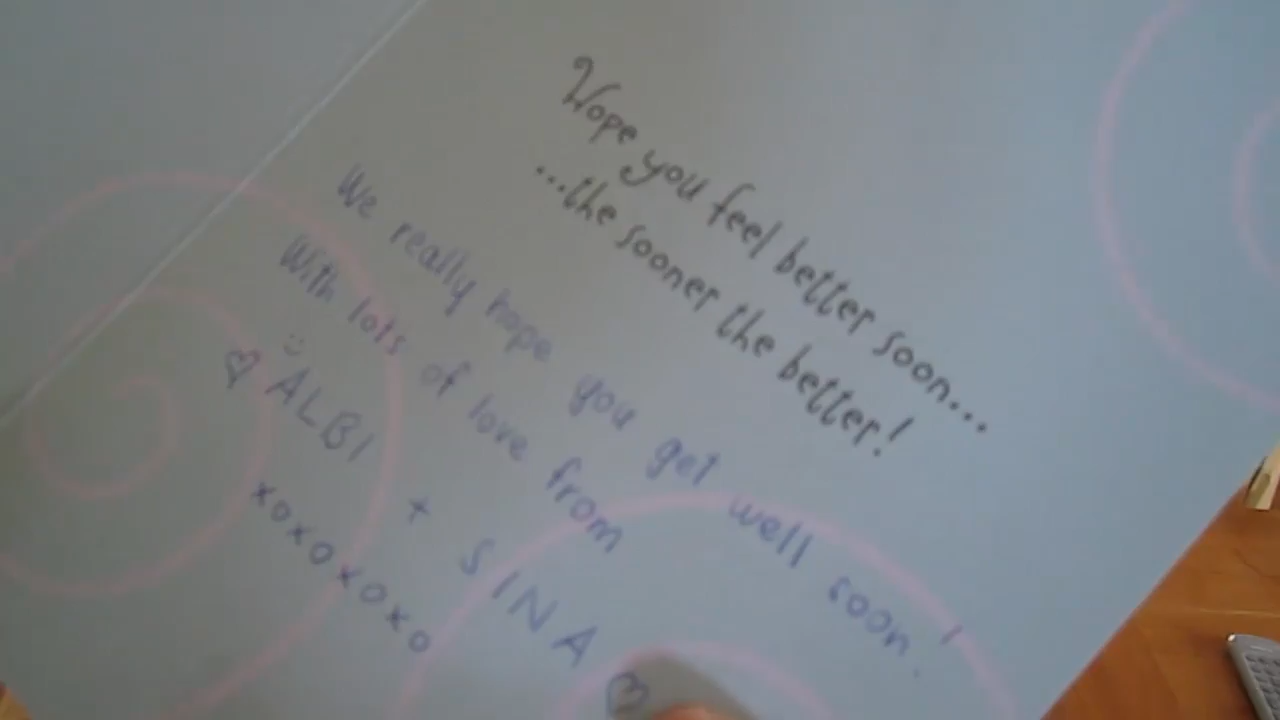 Hope you feel better soon...
...the sooner the better!
We really hope you get well soon!
With lots of love from
♡ ALBI + SINA ♡
xoxoxoxo